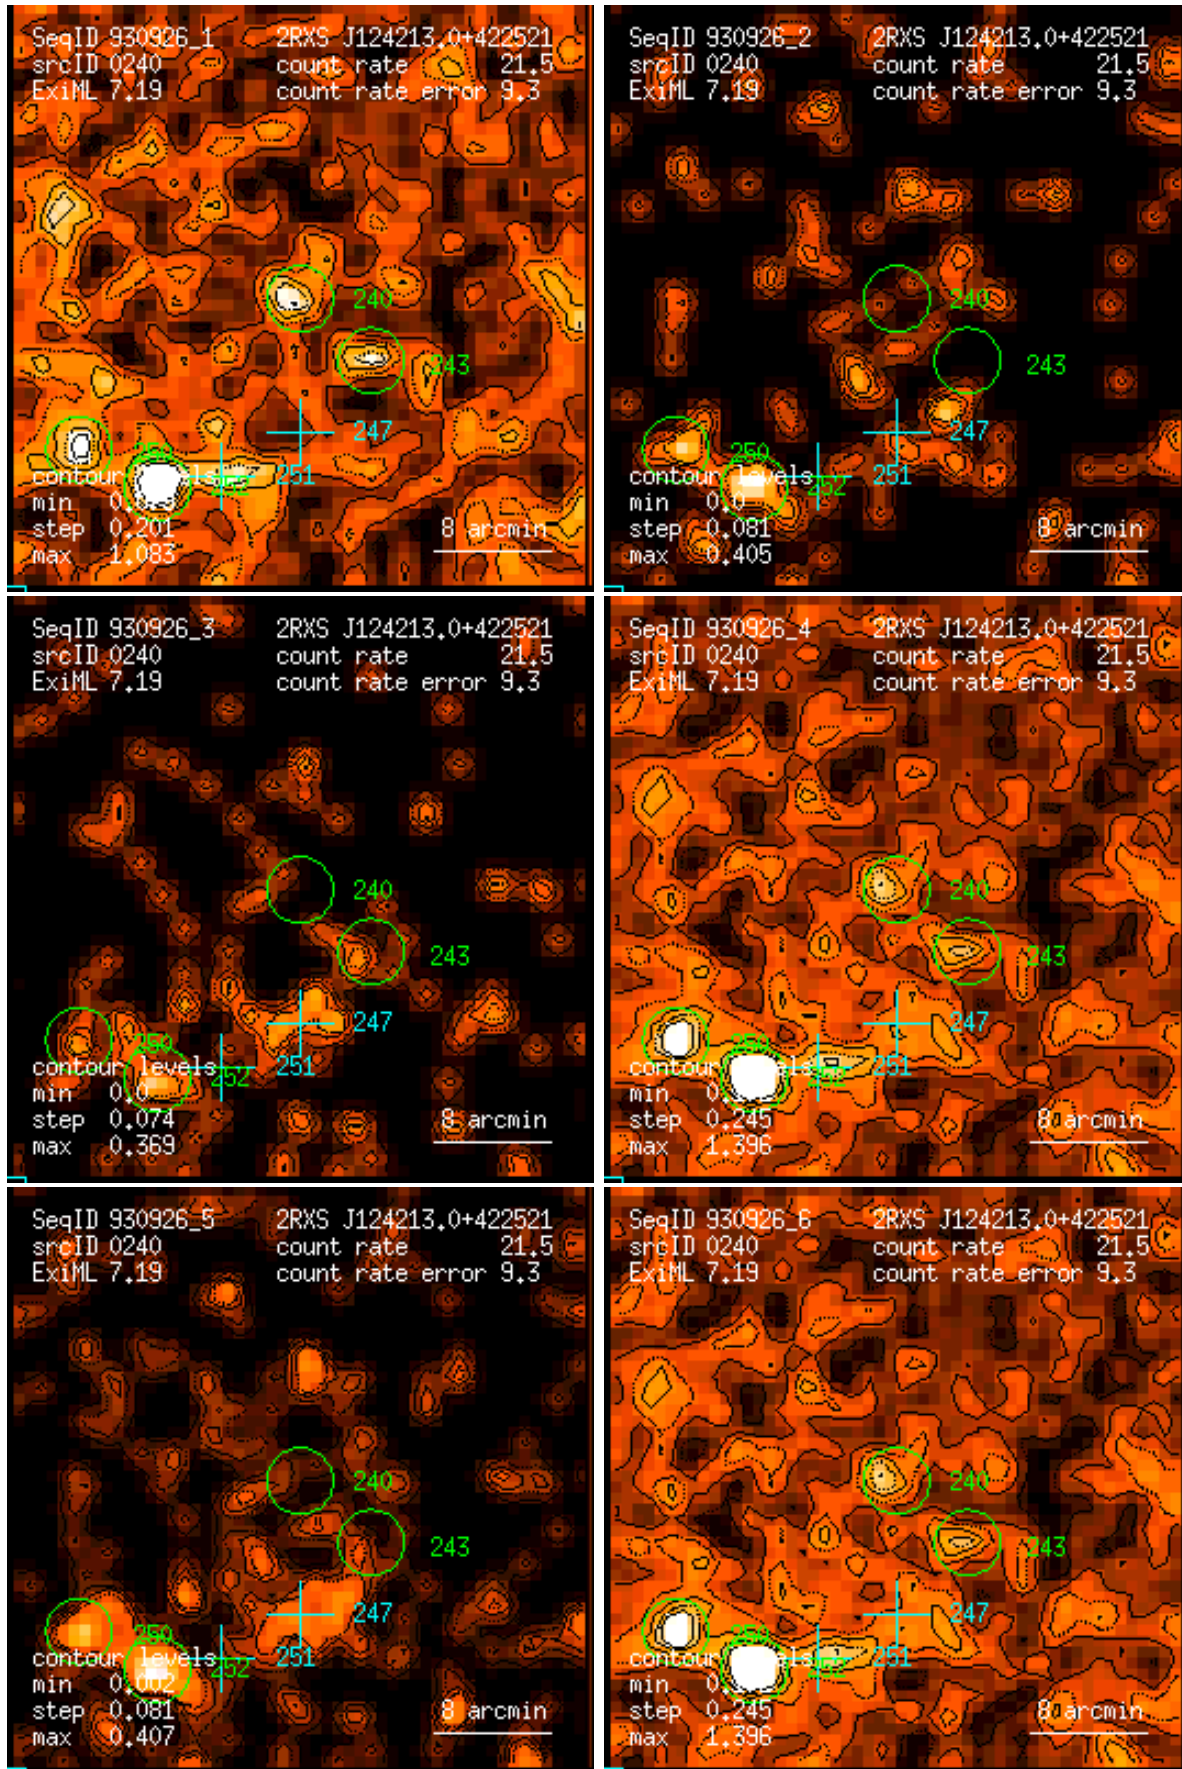 SeqID 930926_1 2RXS J124213.0+422521
srcID 0240 count rate 21.5
ExiML 7.19 count rate error 9.3
240
243
247
250
contour levels 252 251
min
step 0.201 8 arcmin
max 1.083
SeqID 930926_2 2RXS J124213.0+422521
srcID 0240 count rate 21.5
ExiML 7.19 count rate error 9.3
240
243
247
250
contour levels 252 251
min 0.0
step 0.081 8 arcmin
max 0.405
SeqID 930926_3 2RXS J124213.0+422521
srcID 0240 count rate 21.5
ExiML 7.19 count rate error 9.3
240
243
247
250
contour levels 252 251
min 0.0
step 0.074 8 arcmin
max 0.369
SeqID 930926_4 2RXS J124213.0+422521
srcID 0240 count rate 21.5
ExiML 7.19 count rate error 9.3
240
243
247
250
contour levels 252 251
min
step 0.245 8 arcmin
max 1.396
SeqID 930926_5 2RXS J124213.0+422521
srcID 0240 count rate 21.5
ExiML 7.19 count rate error 9.3
240
243
247
250
contour levels 252 251
min 0.002
step 0.081 8 arcmin
max 0.407
SeqID 930926_6 2RXS J124213.0+422521
srcID 0240 count rate 21.5
ExiML 7.19 count rate error 9.3
240
243
247
250
contour levels 252 251
min
step 0.245 8 arcmin
max 1.396